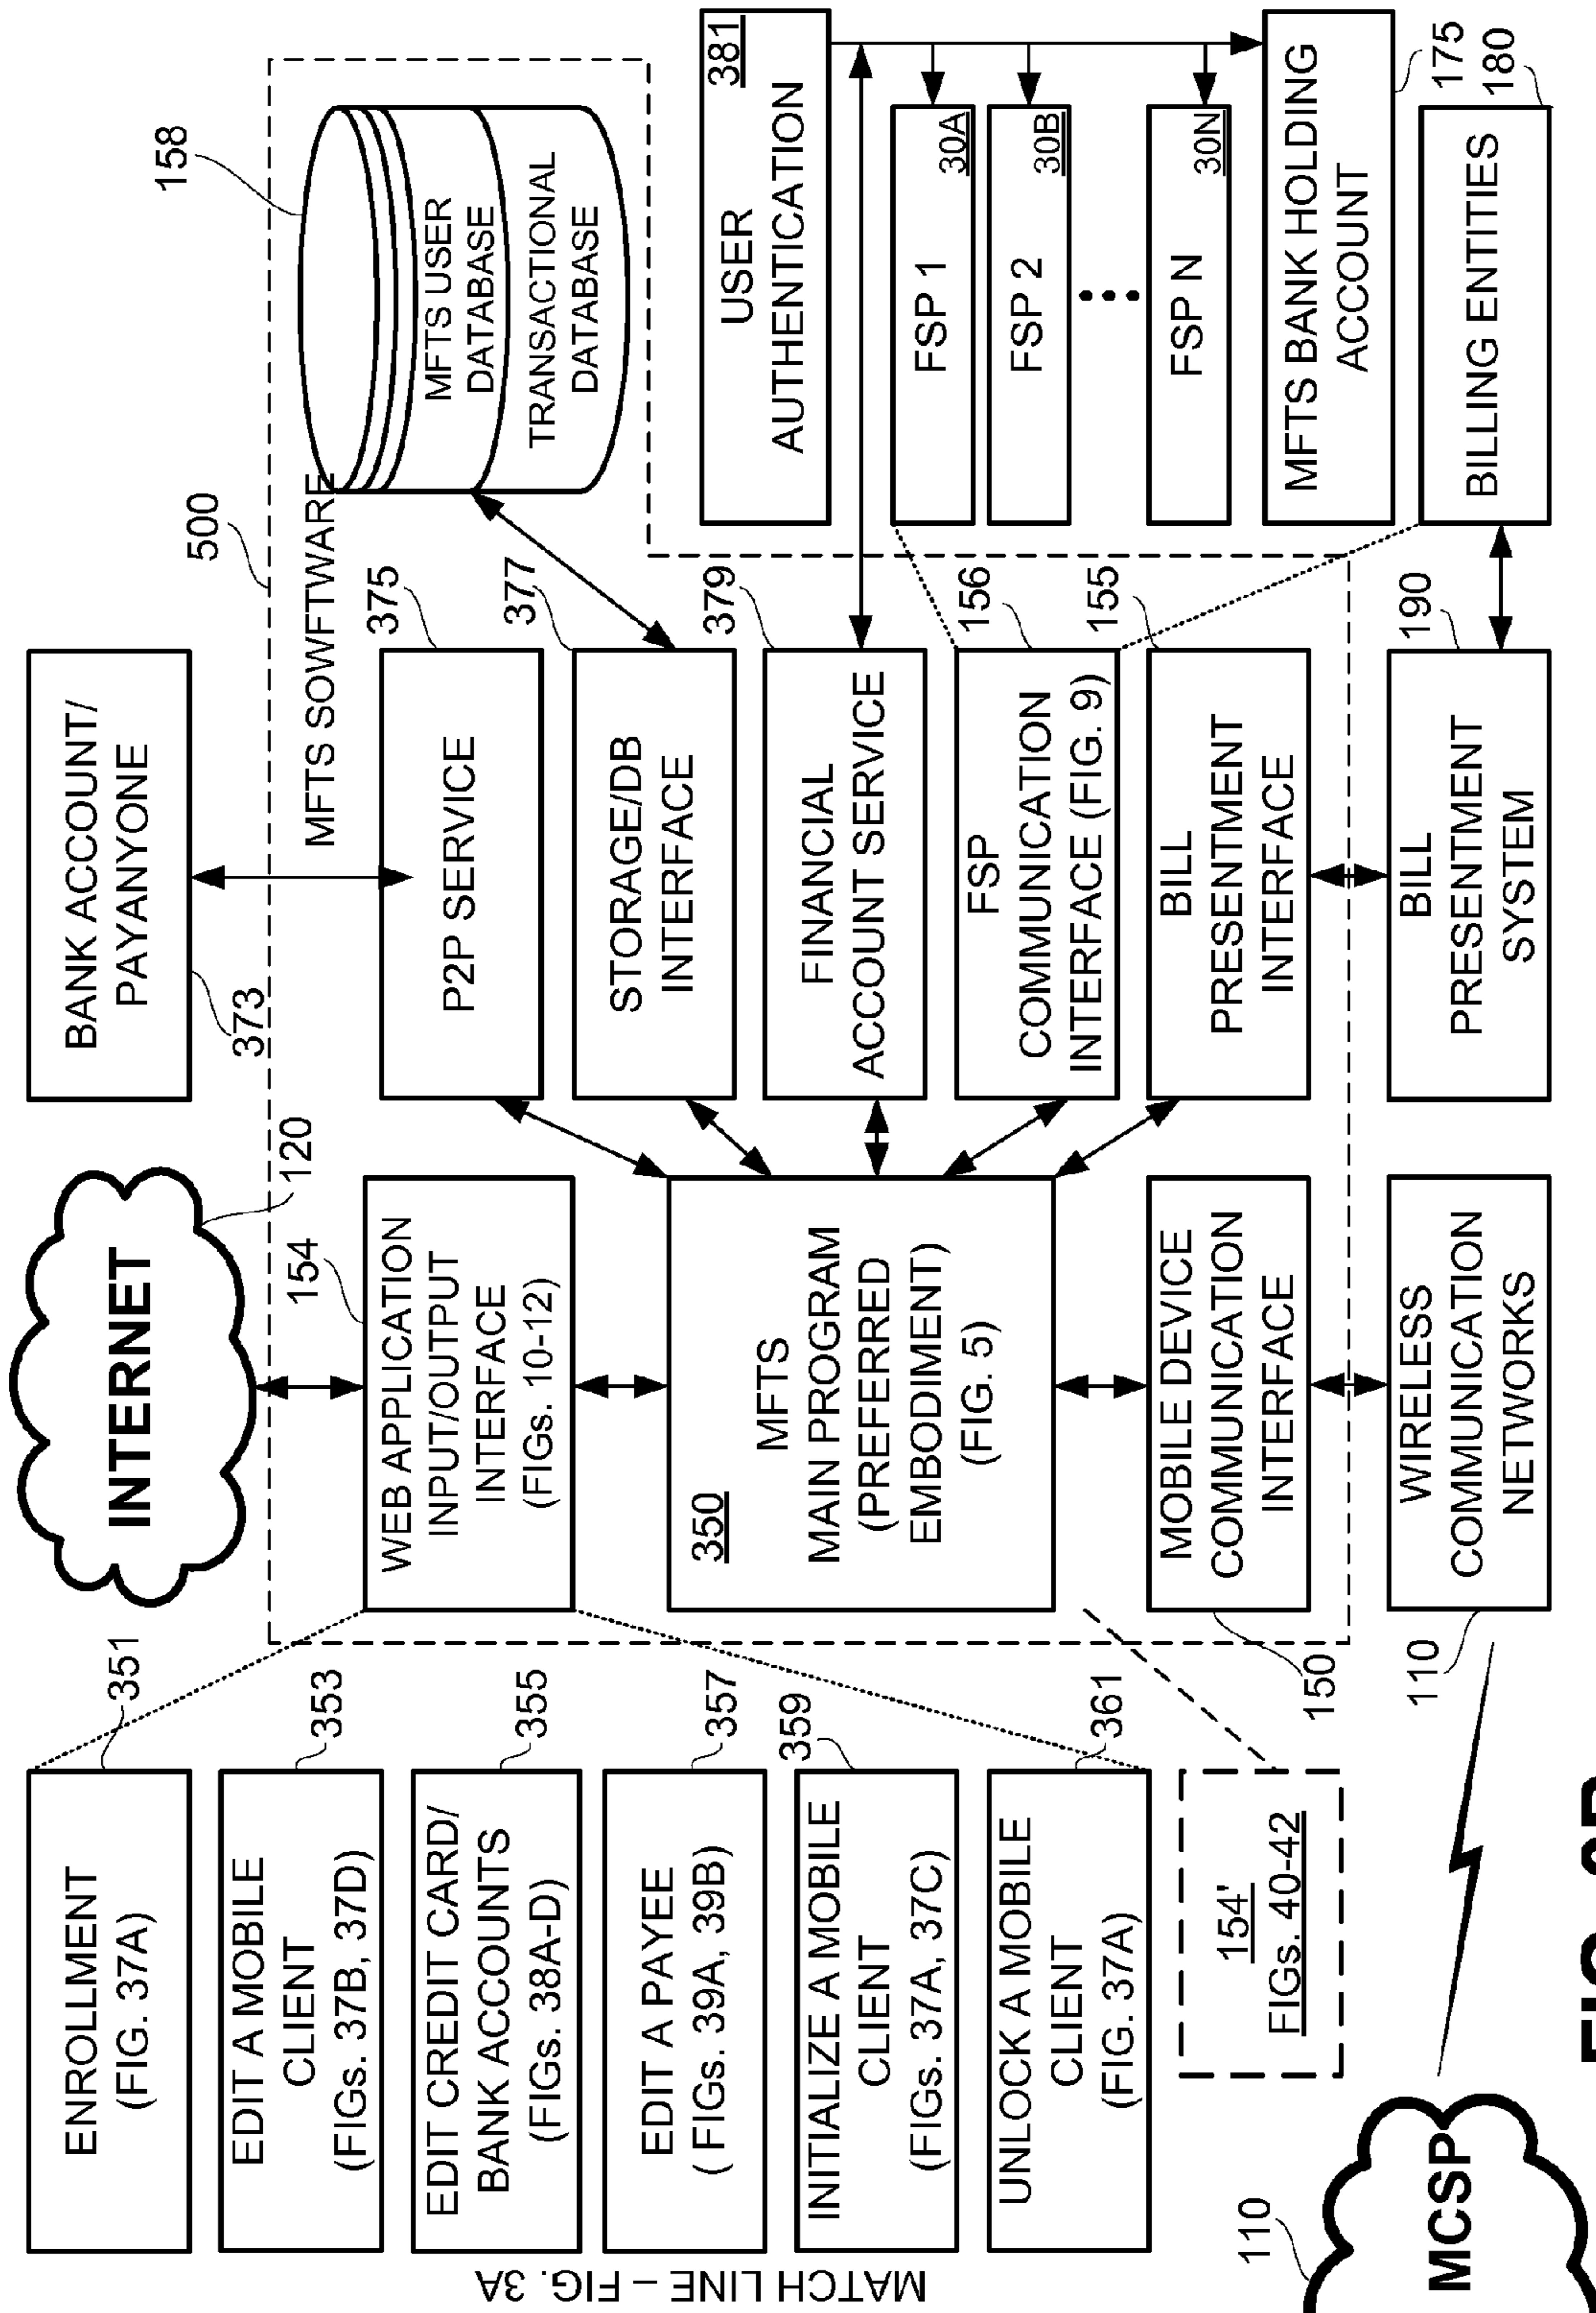 MATCH LINE – FIG. 3A
ENROLLMENT
(FIG. 37A)
351
EDIT A MOBILE
CLIENT
(FIGs. 37B, 37D)
353
EDIT CREDIT CARD/
BANK ACCOUNTS
(FIGs. 38A-D)
355
EDIT A PAYEE
( FIGs. 39A, 39B)
357
INITIALIZE A MOBILE
CLIENT
(FIGs. 37A, 37C)
359
UNLOCK A MOBILE
CLIENT
(FIG. 37A)
361
154'
FIGs. 40-42
110
MCSP
INTERNET
120
154
WEB APPLICATION
INPUT/OUTPUT
INTERFACE
(FIGs. 10-12)
350
MFTS
MAIN PROGRAM
(PREFERRED
EMBODIMENT)
(FIG. 5)
MOBILE DEVICE
COMMUNICATION
INTERFACE
150
WIRELESS
COMMUNICATION
NETWORKS
110
BANK ACCOUNT/
PAYANYONE
373
500
MFTS SOWFTWARE
P2P SERVICE
375
STORAGE/DB
INTERFACE
377
FINANCIAL
ACCOUNT SERVICE
379
FSP
COMMUNICATION
INTERFACE (FIG. 9)
156
BILL
PRESENTMENT
INTERFACE
155
BILL
PRESENTMENT
SYSTEM
190
158
MFTS USER
DATABASE
TRANSACTIONAL
DATABASE
USER
AUTHENTICATION
381
FSP 1
30A
FSP 2
30B
FSP N
30N
MFTS BANK HOLDING
ACCOUNT
175
BILLING ENTITIES
180